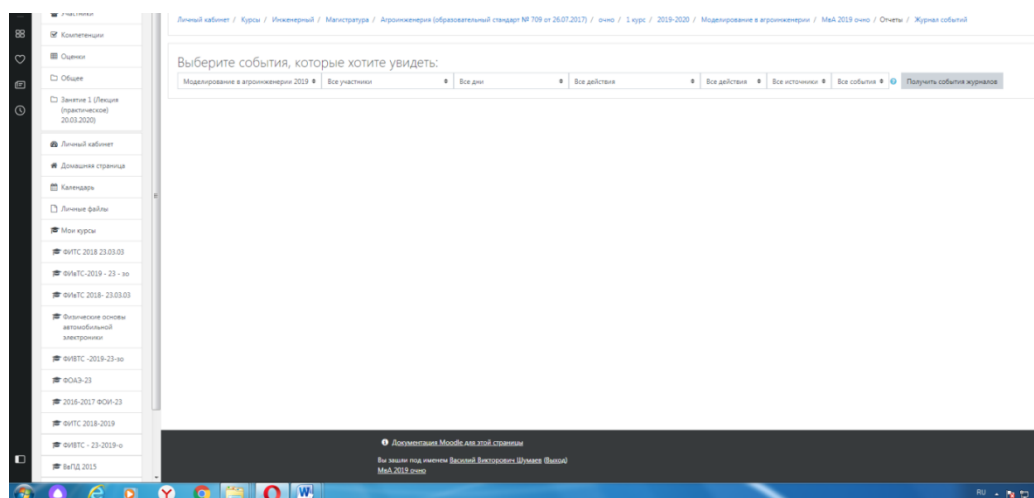 Участники
Личный кабинет / Курсы / Инженерный / Магистратура / Агроинженерия (образовательный стандарт № 709 от 26.07.2017) / очно / 1 курс / 2019-2020 / Моделирование в агроинженерии / МвА 2019 очно / Отчеты / Журнал событий
Компетенции
Оценки
Общее
Занятие 1 (Лекция
(практическое)
20.03.2020)
Выберите события, которые хотите увидеть:
Моделирование в агроинженерии 2019 Все участники Все дни Все действия Все действия Все источники Все события Получить события журналов
Личный кабинет
Домашняя страница
Календарь
Личные файлы
Мои курсы
ФИТС 2018 23.03.03
ФИвТС-2019 - 23 - зо
ФИвТС 2018- 23.03.03
Физические основы
автомобильной
электроники
ФИВТС -2019-23-зо
ФОАЭ-23
2016-2017 ФОИ-23
ФИТС 2018-2019
ФИВТС - 23-2019-о
ВвПД 2015
Документация Moodle для этой страницы
Вы зашли под именем Василий Викторович Шумаев (Выход)
МвА 2019 очно
RU